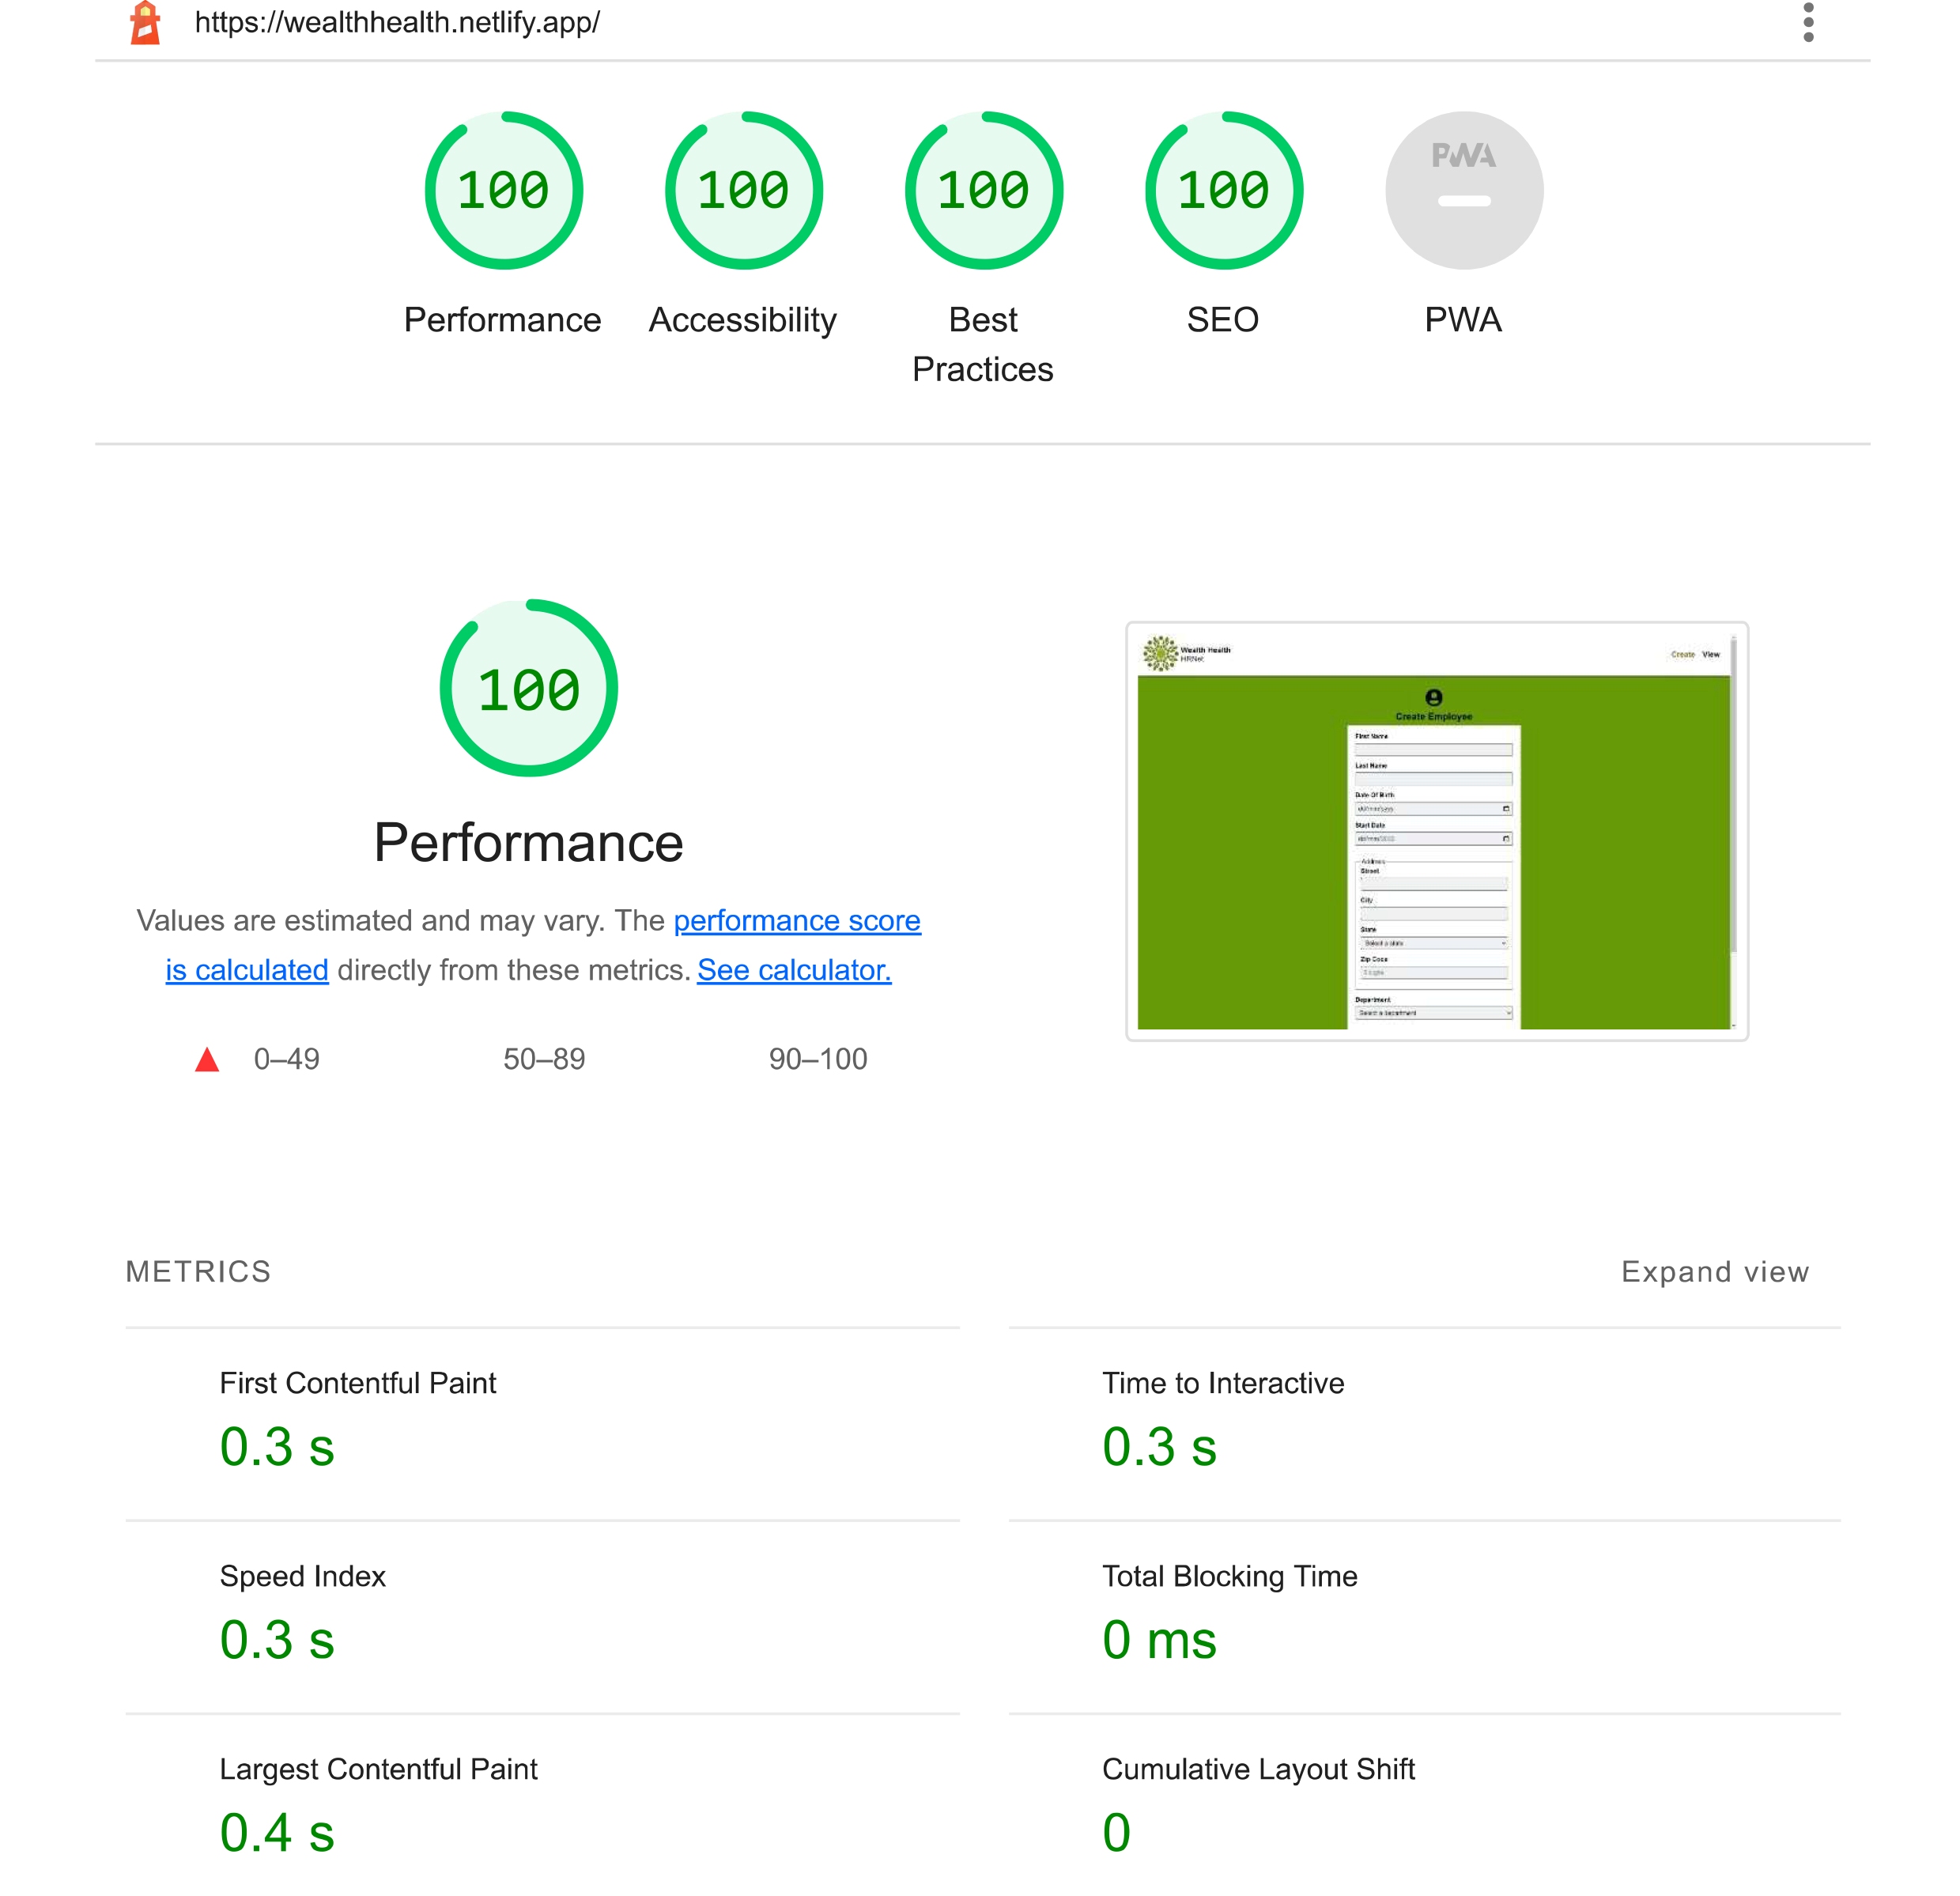 https://wealthhealth.netlify.app/
100
100
100
100
PWA
Performance
Accessibility
Best
Practices
SEO
PWA
100
Performance
Values are estimated and may vary. The performance score
is calculated directly from these metrics. See calculator.
0–49
50–89
90–100
Wealth Health
HRNet
Create
View
Create Employee
First Name
Last Name
Date Of Birth
Start Date
Address
Street
City
State
Select a state
Zip Code
Department
Select a department
METRICS
Expand view
First Contentful Paint
0.3 s
Time to Interactive
0.3 s
Speed Index
0.3 s
Total Blocking Time
0 ms
Largest Contentful Paint
0.4 s
Cumulative Layout Shift
0